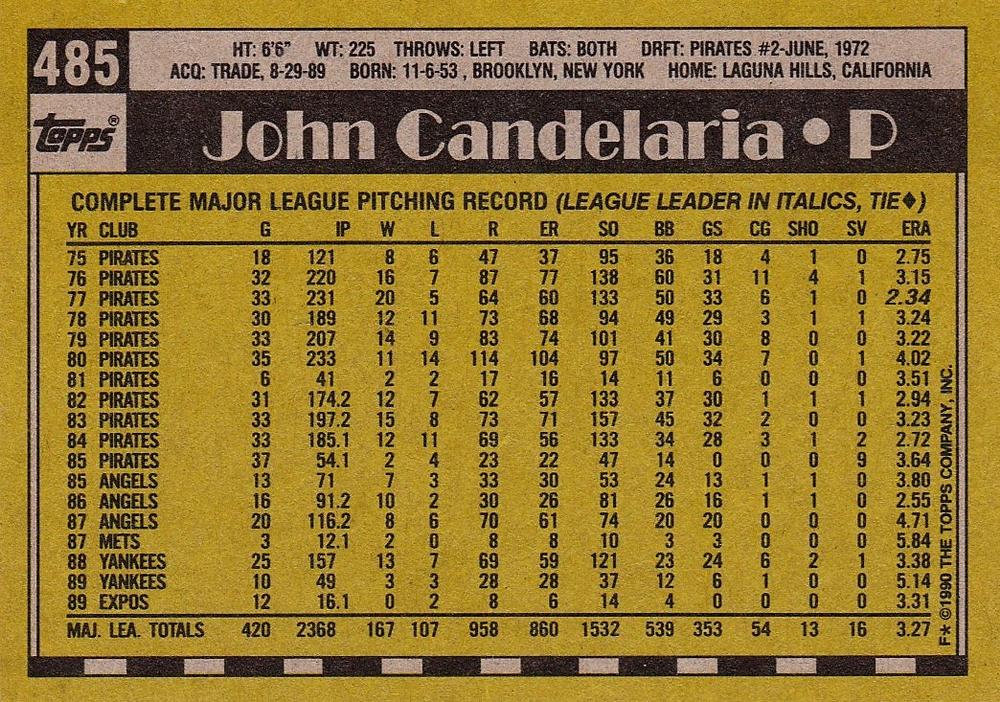 485
HT: 6'6" WT: 225 THROWS: LEFT BATS: BOTH DRFT: PIRATES #2-JUNE, 1972
ACQ: TRADE, 8-29-89 BORN: 11-6-53 , BROOKLYN, NEW YORK HOME: LAGUNA HILLS, CALIFORNIA
topps®
John Candelaria • P
COMPLETE MAJOR LEAGUE PITCHING RECORD (LEAGUE LEADER IN ITALICS, TIE♦)
YR CLUB G IP W L R ER SO BB GS CG SHO SV ERA
75 PIRATES 18 121 8 6 47 37 95 36 18 4 1 0 2.75
76 PIRATES 32 220 16 7 87 77 138 60 31 11 4 1 3.15
77 PIRATES 33 231 20 5 64 60 133 50 33 6 1 0 2.34
78 PIRATES 30 189 12 11 73 68 94 49 29 3 1 1 3.24
79 PIRATES 33 207 14 9 83 74 101 41 30 8 0 0 3.22
80 PIRATES 35 233 11 14 114 104 97 50 34 7 0 1 4.02
81 PIRATES 6 41 2 2 17 16 14 11 6 0 0 0 3.51
82 PIRATES 31 174.2 12 7 62 57 133 37 30 1 1 1 2.94
83 PIRATES 33 197.2 15 8 73 71 157 45 32 2 0 0 3.23
84 PIRATES 33 185.1 12 11 69 56 133 34 28 3 1 2 2.72
85 PIRATES 37 54.1 2 4 23 22 47 14 0 0 0 9 3.64
85 ANGELS 13 71 7 3 33 30 53 24 13 1 1 0 3.80
86 ANGELS 16 91.2 10 2 30 26 81 26 16 1 1 0 2.55
87 ANGELS 20 116.2 8 6 70 61 74 20 20 0 0 0 4.71
87 METS 3 12.1 2 0 8 8 10 3 3 0 0 0 5.84
88 YANKEES 25 157 13 7 69 59 121 23 24 6 2 1 3.38
89 YANKEES 10 49 3 3 28 28 37 12 6 1 0 0 5.14
89 EXPOS 12 16.1 0 2 8 6 14 4 0 0 0 0 3.31
MAJ. LEA. TOTALS 420 2368 167 107 958 860 1532 539 353 54 13 16 3.27
F* ©1990 THE TOPPS COMPANY, INC.